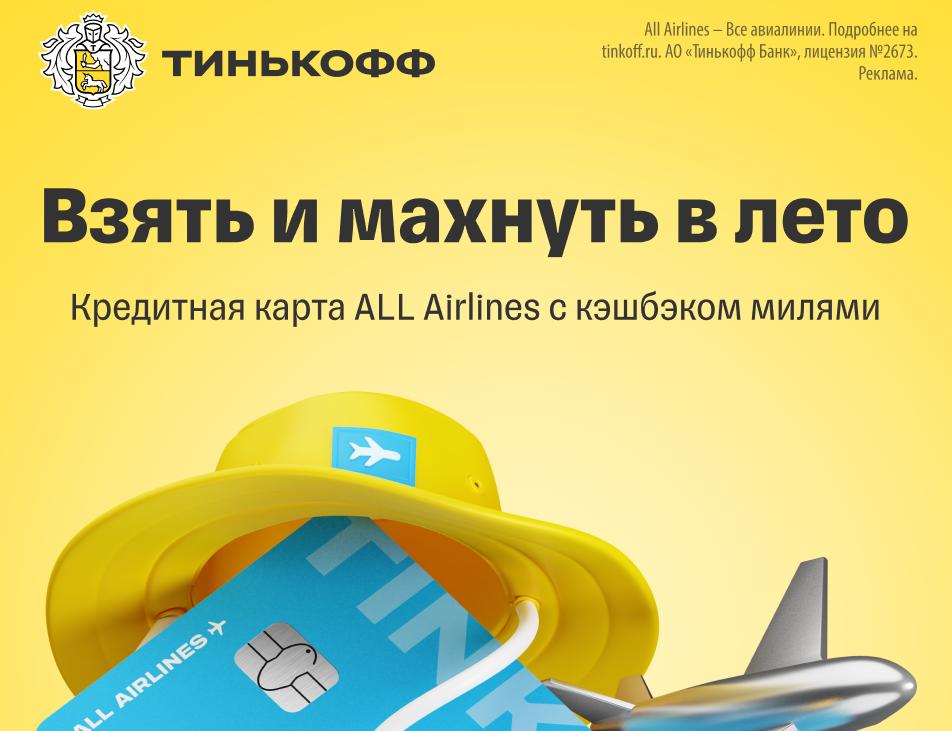 ТИНЬКОФФ
All Airlines – Все авиалинии. Подробнее на
tinkoff.ru. АО «Тинькофф Банк», лицензия №2673.
Реклама.
Взять и махнуть в лето
Кредитная карта ALL Airlines с кэшбэком милями
TINK
ALL AIRLINES